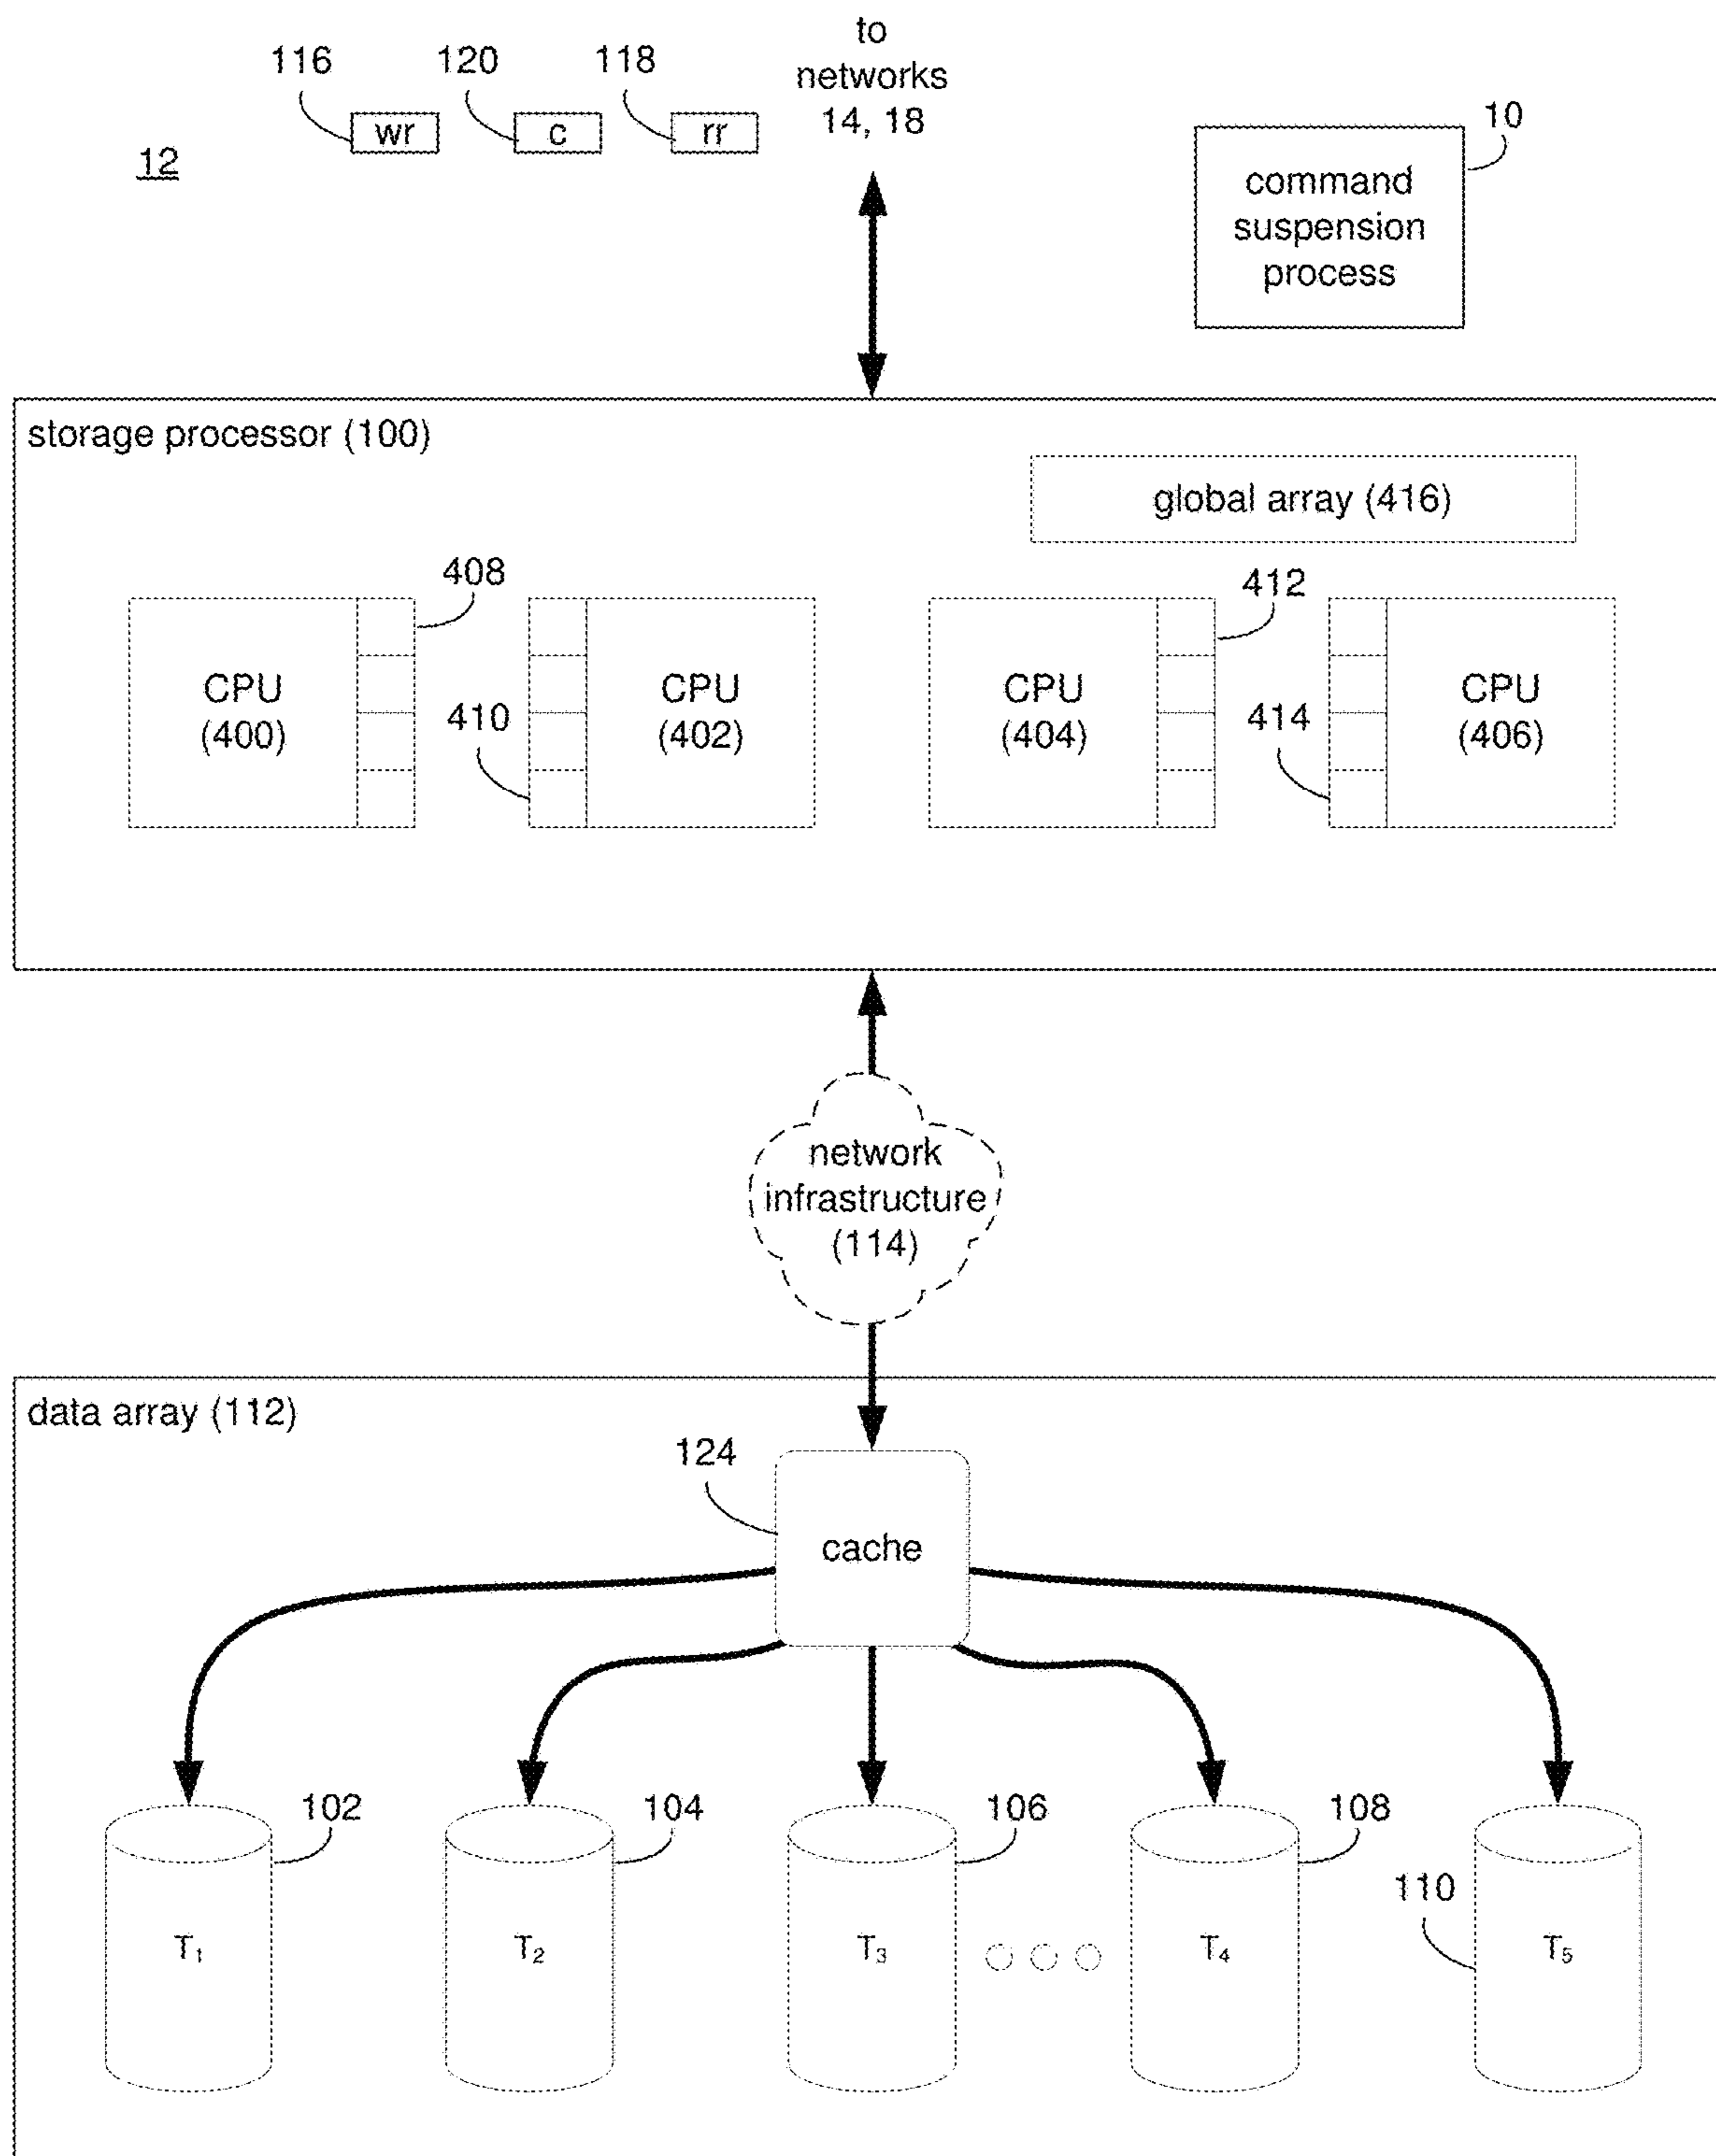 to
networks
14, 18
116
120
118
wr
c
rr
12
10
command
suspension
process
storage processor (100)
global array (416)
408
412
CPU
(400)
410
CPU
(402)
CPU
(404)
414
CPU
(406)
network
infrastructure
(114)
data array (112)
124
cache
102
104
106
108
110
T₁
T₂
T₃
T₄
T₅